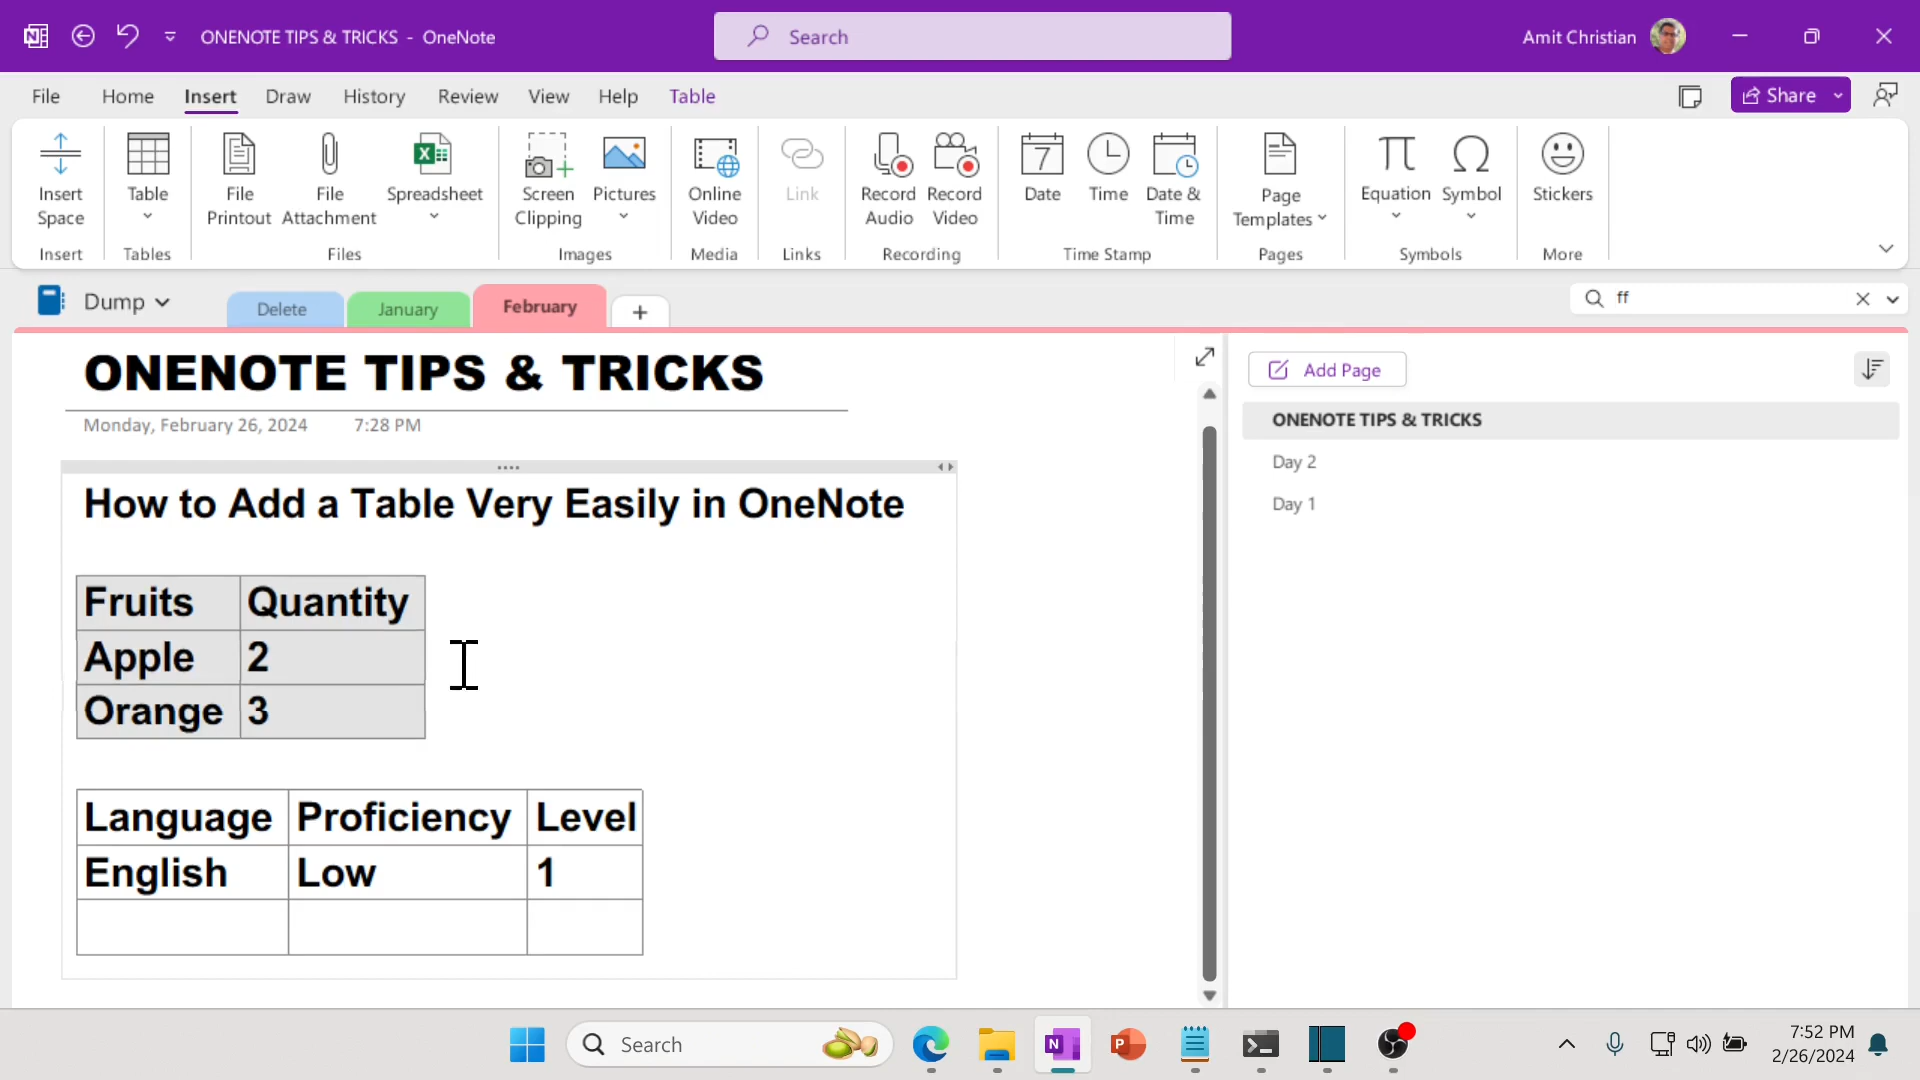 ONENOTE TIPS & TRICKS - OneNote
Search
Amit Christian
File Home Insert Draw History Review View Help Table
Share
Insert Space
Table
File Printout
File Attachment
Spreadsheet
Screen Clipping
Pictures
Online Video
Link
Record Audio
Record Video
7
Date
Time
Date & Time
Page Templates
Equation
Symbol
Stickers
Insert Tables Files Images Media Links Recording Time Stamp Pages Symbols More
Dump
Delete January February +
ff
ONENOTE TIPS & TRICKS
Monday, February 26, 2024 7:28 PM
How to Add a Table Very Easily in OneNote
Fruits Quantity
Apple 2
Orange 3
Language Proficiency Level
English Low 1
Add Page
ONENOTE TIPS & TRICKS
Day 2
Day 1
Search
7:52 PM
2/26/2024